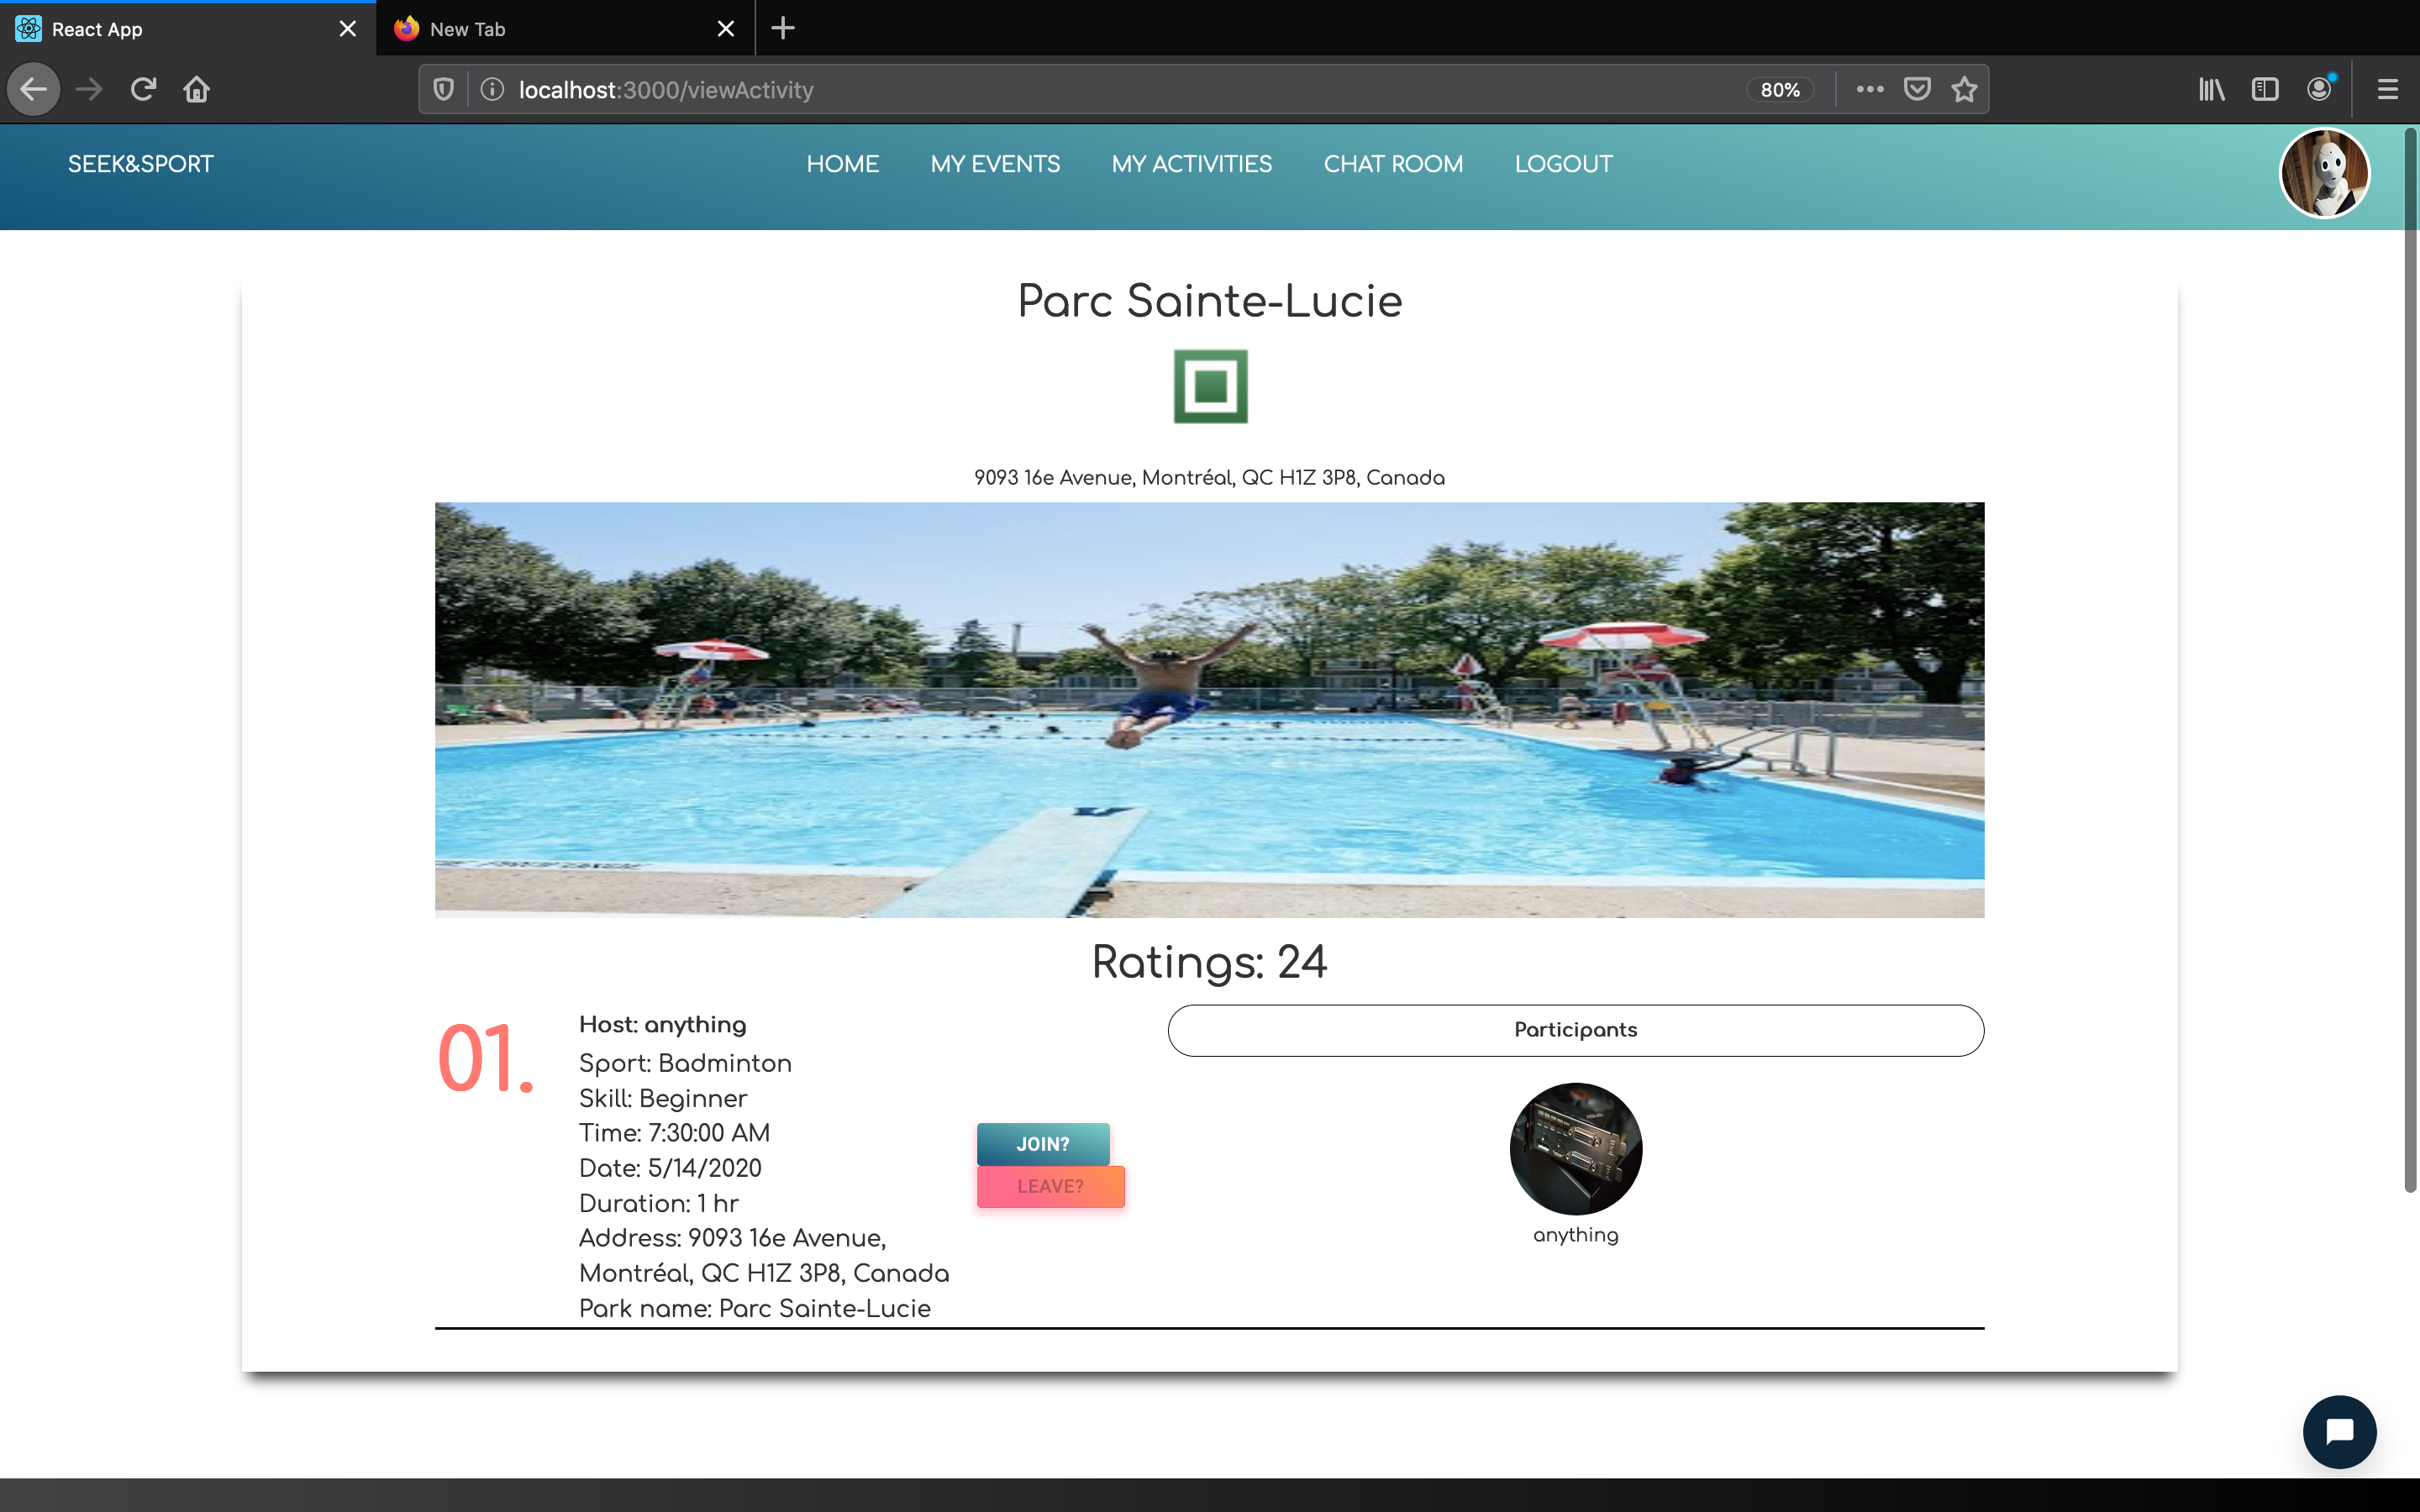 React App
New Tab
localhost:3000/viewActivity
80%
SEEK&SPORT
HOME
MY EVENTS
MY ACTIVITIES
CHAT ROOM
LOGOUT
Parc Sainte-Lucie
9093 16e Avenue, Montréal, QC H1Z 3P8, Canada
Ratings: 24
01.
Host: anything
Sport: Badminton
Skill: Beginner
Time: 7:30:00 AM
Date: 5/14/2020
Duration: 1 hr
Address: 9093 16e Avenue,
Montréal, QC H1Z 3P8, Canada
Park name: Parc Sainte-Lucie
JOIN?
LEAVE?
Participants
anything